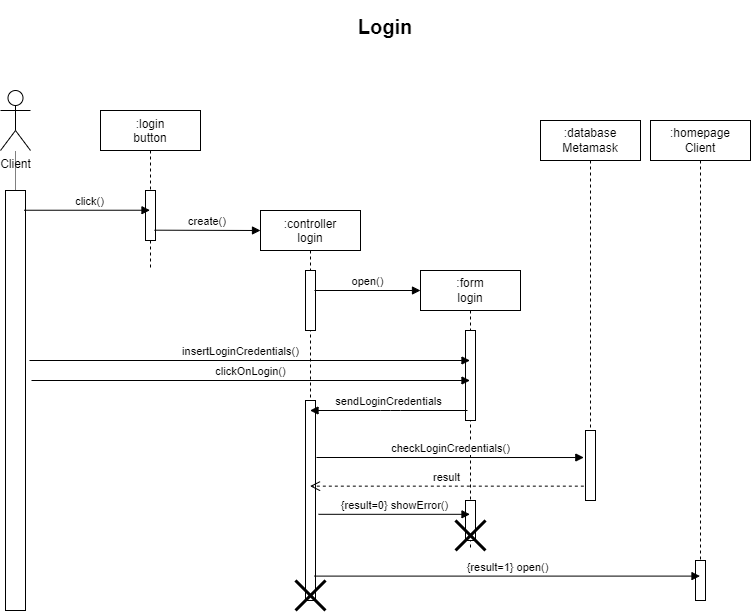 Login
Client
:login
button
:database
Metamask
:homepage
Client
click()
create()
:controller
login
open()
:form
login
insertLoginCredentials()
clickOnLogin()
sendLoginCredentials
checkLoginCredentials()
result
{result=0} showError()
{result=1} open()